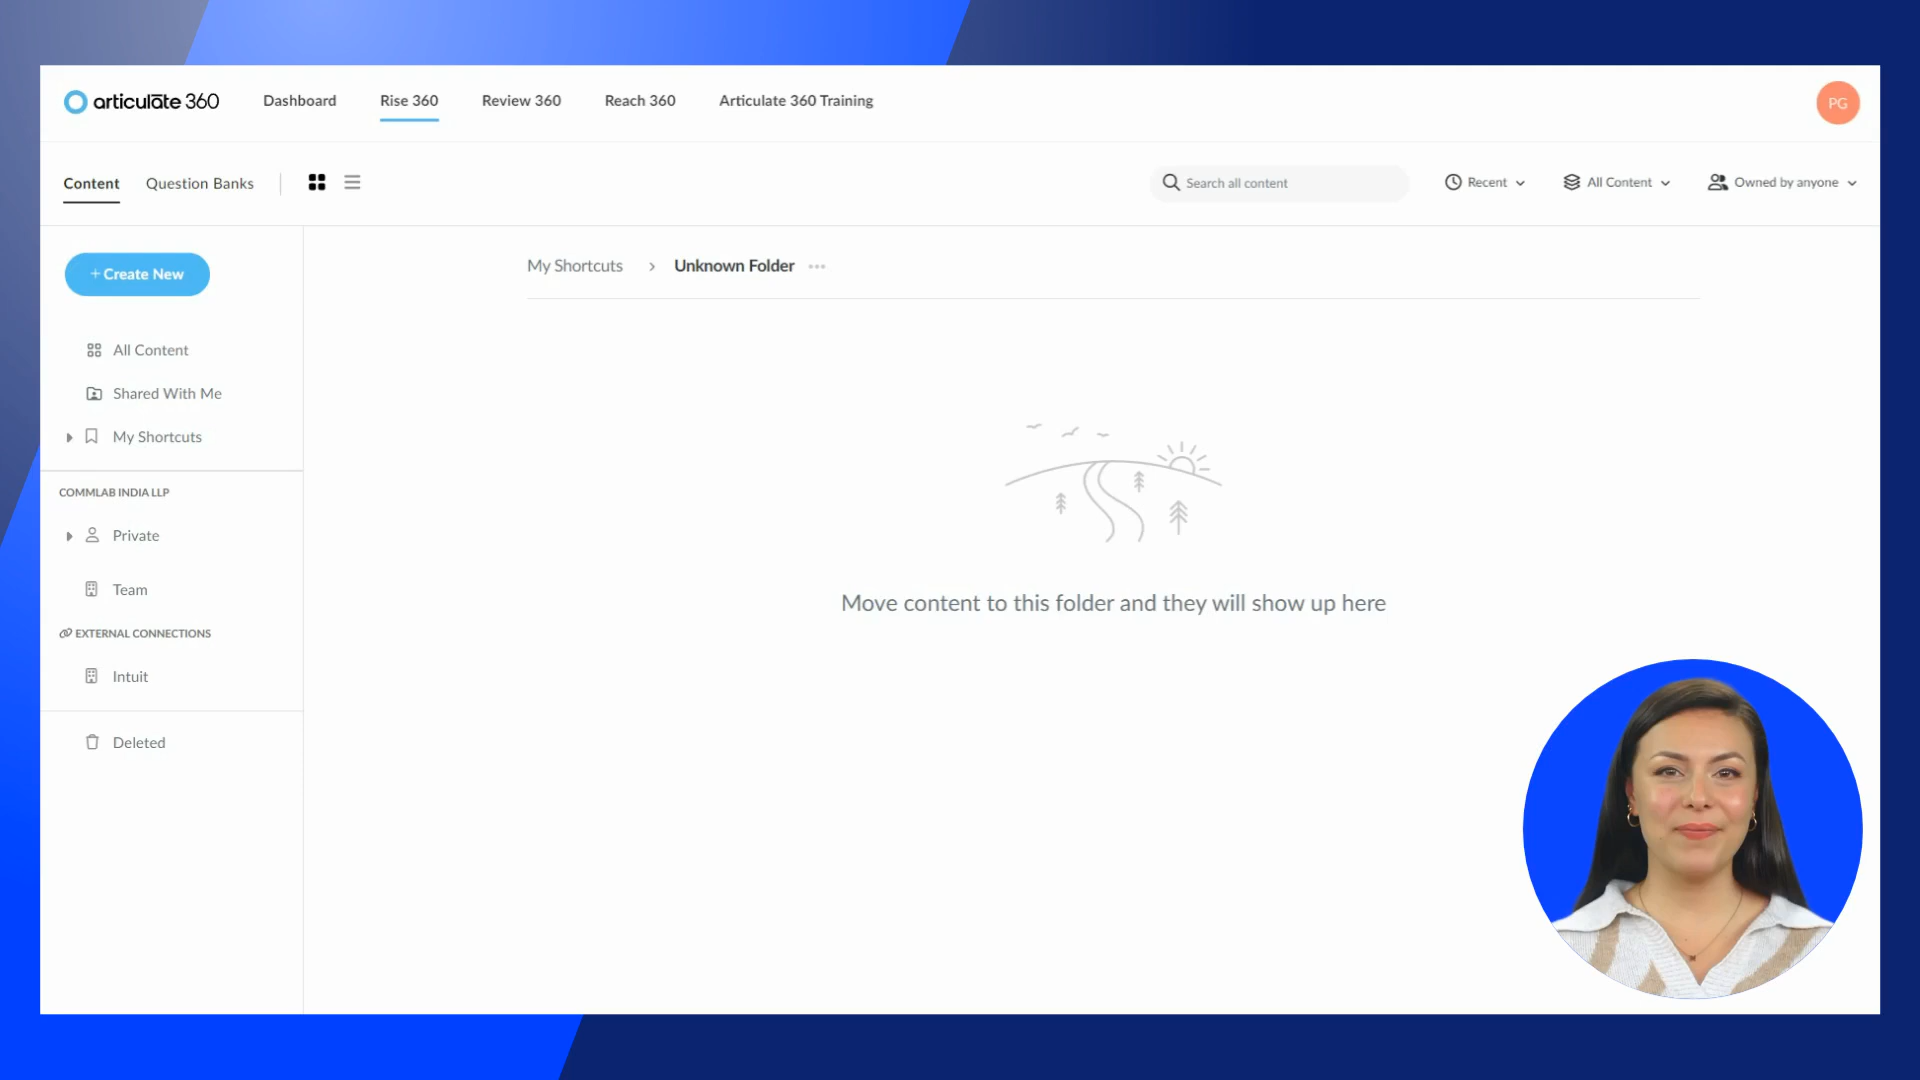 articulate 360
Dashboard
Rise 360
Review 360
Reach 360
Articulate 360 Training
PG
Content
Question Banks
Search all content
Recent
All Content
Owned by anyone
+ Create New
My Shortcuts > Unknown Folder ...
All Content
Shared With Me
My Shortcuts
COMMLAB INDIA LLP
Private
Team
EXTERNAL CONNECTIONS
Intuit
Deleted
Move content to this folder and they will show up here